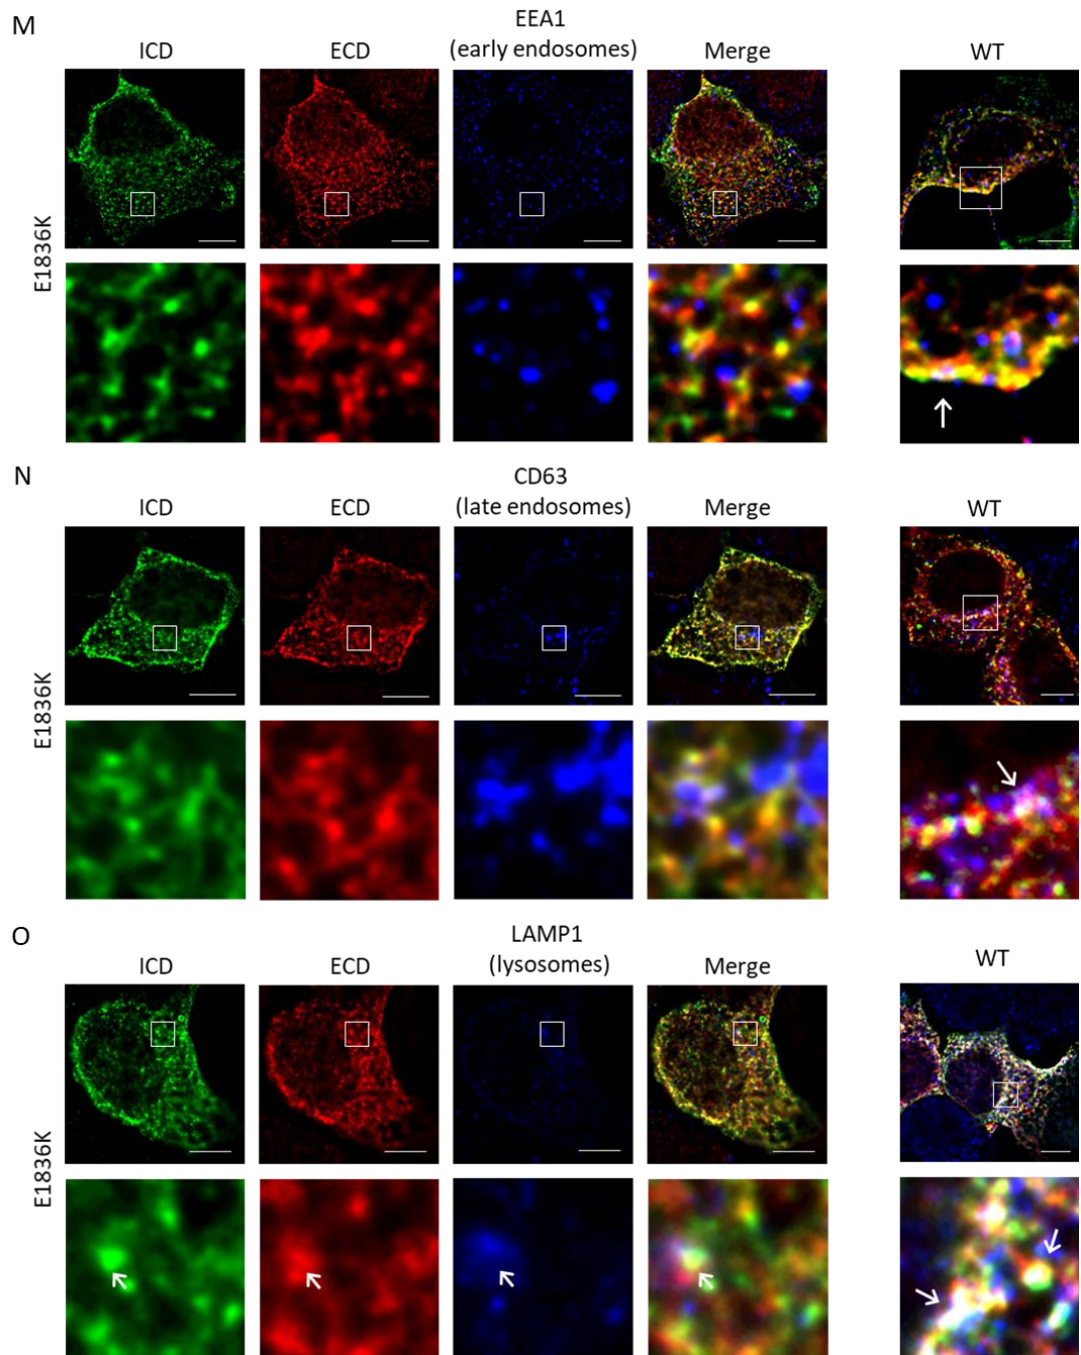 M
ICD
ECD
EEA1
(early endosomes)
Merge
WT
E1836K
N
ICD
ECD
CD63
(late endosomes)
Merge
WT
E1836K
O
ICD
ECD
LAMP1
(lysosomes)
Merge
WT
E1836K